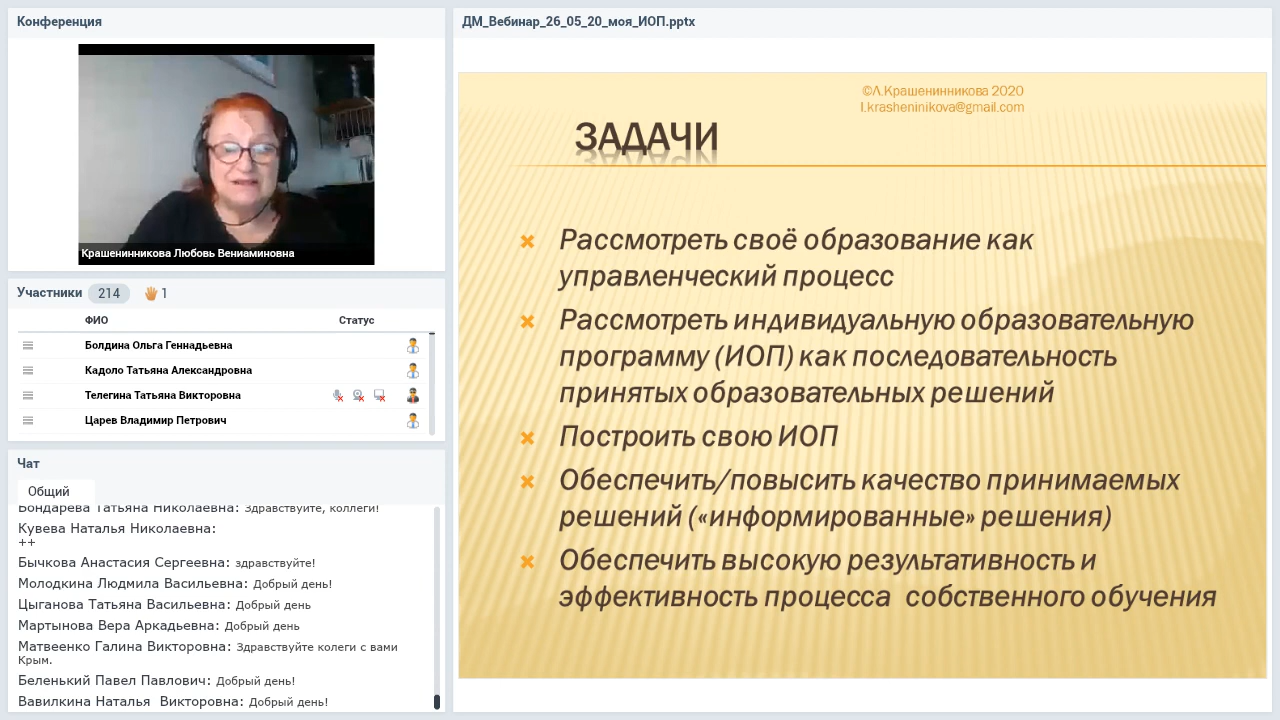 Конференция
Крашенинникова Любовь Вениаминовна
Участники 214 1
ФИО Статус
Болдина Ольга Геннадьевна
Кадоло Татьяна Александровна
Телегина Татьяна Викторовна
Царев Владимир Петрович
Чат
Общий
Бондарева Татьяна Николаевна: Здравствуйте, коллеги!
Кувева Наталья Николаевна:
++
Бычкова Анастасия Сергеевна: здравствуйте!
Молодкина Людмила Васильевна: Добрый день!
Цыганова Татьяна Васильевна: Добрый день
Мартынова Вера Аркадьевна: Добрый день
Матвеенко Галина Викторовна: Здравствуйте колеги с вами
Крым.
Беленький Павел Павлович: Добрый день!
Вавилкина Наталья Викторовна: Добрый день!
ДМ_Вебинар_26_05_20_моя_ИОП.pptx
©Л.Крашенинникова 2020
l.krasheninikova@gmail.com
ЗАДАЧИ
Рассмотреть своё образование как
управленческий процесс
Рассмотреть индивидуальную образовательную
программу (ИОП) как последовательность
принятых образовательных решений
Построить свою ИОП
Обеспечить/повысить качество принимаемых
решений («информированные» решения)
Обеспечить высокую результативность и
эффективность процесса собственного обучения